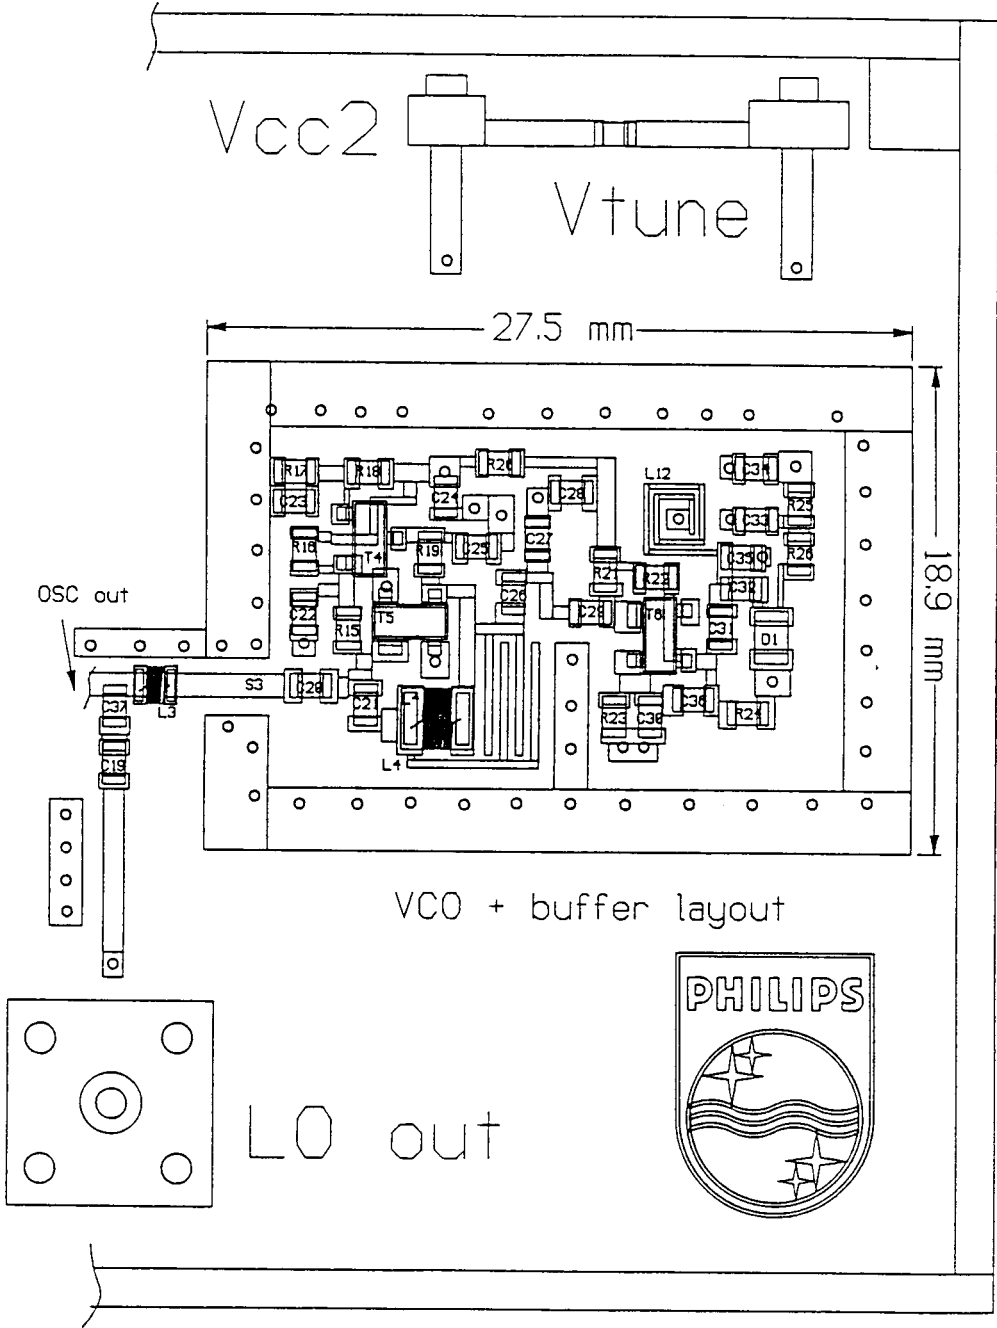 Vcc2
Vtune
27.5 mm
18.9 mm
R17
R18
R20
C23
C24
C28
L12
C34
R25
C33
R16
T4
R19
C25
C27
R21
R22
C35
R26
C32
OSC out
C22
R15
T5
C26
C29
T6
C31
D1
S3
C20
C21
L3
C37
C19
L4
R23
C30
C36
R24
VCO + buffer layout
PHILIPS
LO out